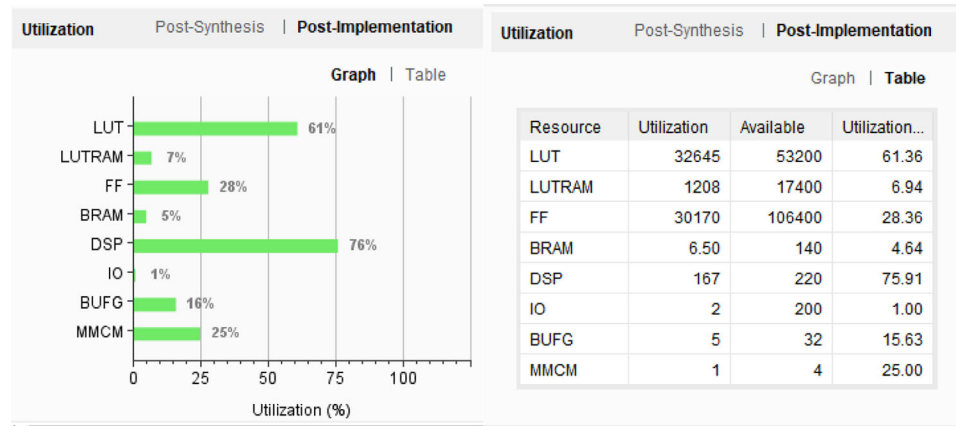 Utilization Post-Synthesis | Post-Implementation
Graph | Table
LUT 61%
LUTRAM 7%
FF 28%
BRAM 5%
DSP 76%
IO 1%
BUFG 16%
MMCM 25%
0 25 50 75 100
Utilization (%)
Utilization Post-Synthesis | Post-Implementation
Graph | Table
Resource Utilization Available Utilization...
LUT 32645 53200 61.36
LUTRAM 1208 17400 6.94
FF 30170 106400 28.36
BRAM 6.50 140 4.64
DSP 167 220 75.91
IO 2 200 1.00
BUFG 5 32 15.63
MMCM 1 4 25.00